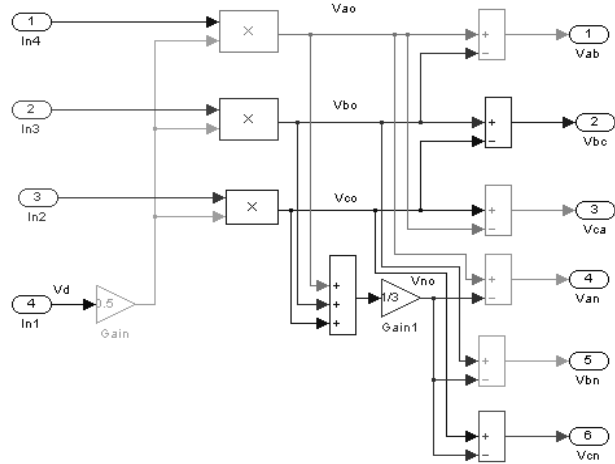 1
In4
×
Vao
+
−
1
Vab
2
In3
×
Vbo
+
−
2
Vbc
3
In2
×
Vco
+
−
3
Vca
4
In1
Vd
0.5
Gain
+
+
+
1/3
Gain1
Vno
+
−
4
Van
+
−
5
Vbn
+
−
6
Vcn